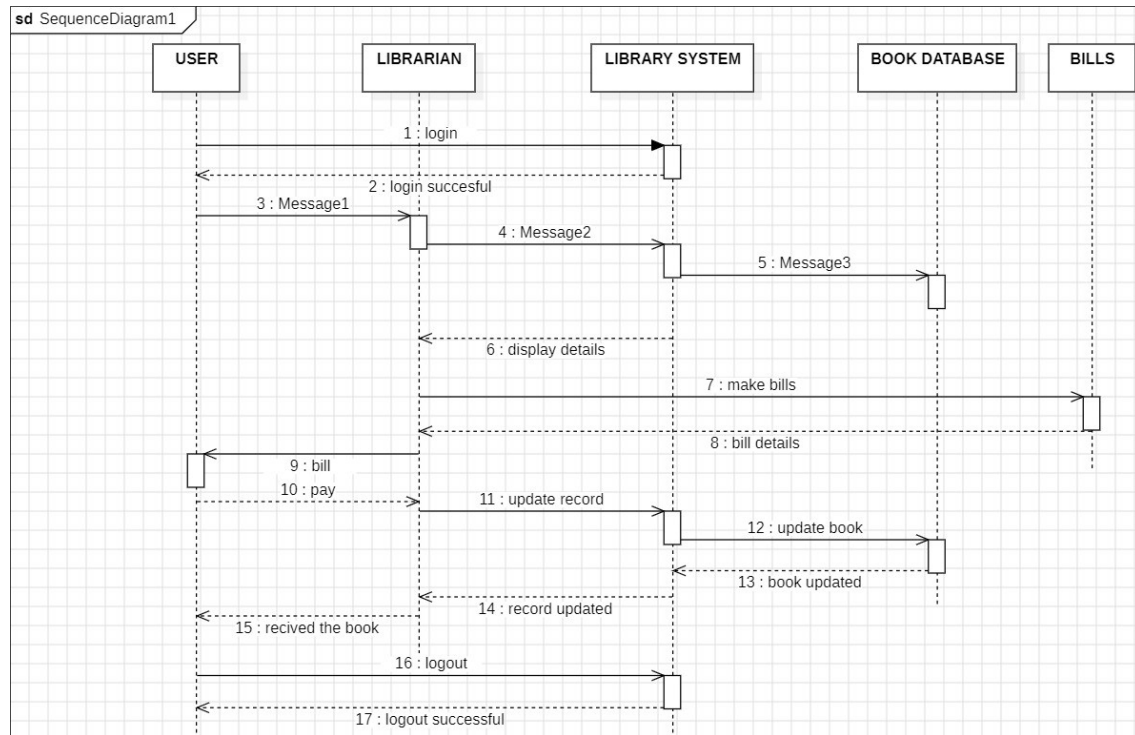 sd SequenceDiagram1
USER
LIBRARIAN
LIBRARY SYSTEM
BOOK DATABASE
BILLS
1 : login
2 : login succesful
3 : Message1
4 : Message2
5 : Message3
6 : display details
7 : make bills
8 : bill details
9 : bill
10 : pay
11 : update record
12 : update book
13 : book updated
14 : record updated
15 : recived the book
16 : logout
17 : logout successful